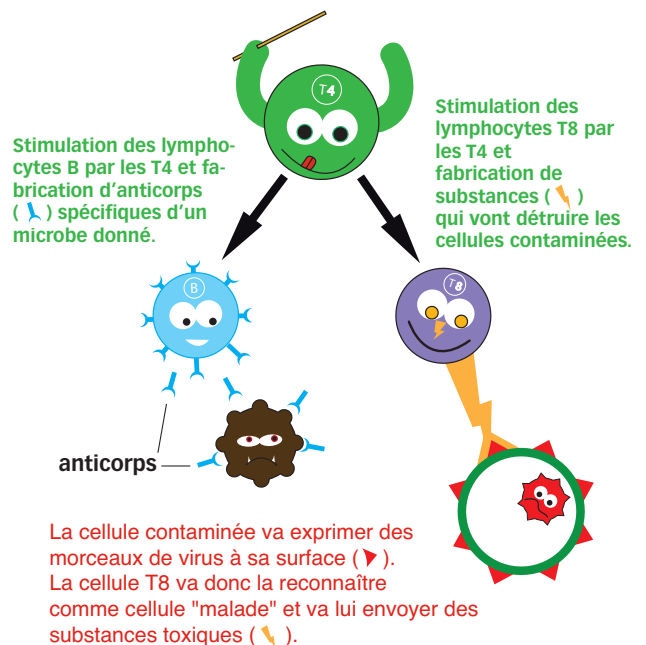 T4
Stimulation des lympho-
cytes B par les T4 et fa-
brication d'anticorps
( ) spécifiques d'un
microbe donné.
Stimulation des
lymphocytes T8 par
les T4 et
fabrication de
substances ( )
qui vont détruire les
cellules contaminées.
B
T8
anticorps
La cellule contaminée va exprimer des
morceaux de virus à sa surface ( ).
La cellule T8 va donc la reconnaître
comme cellule "malade" et va lui envoyer des
substances toxiques ( ).